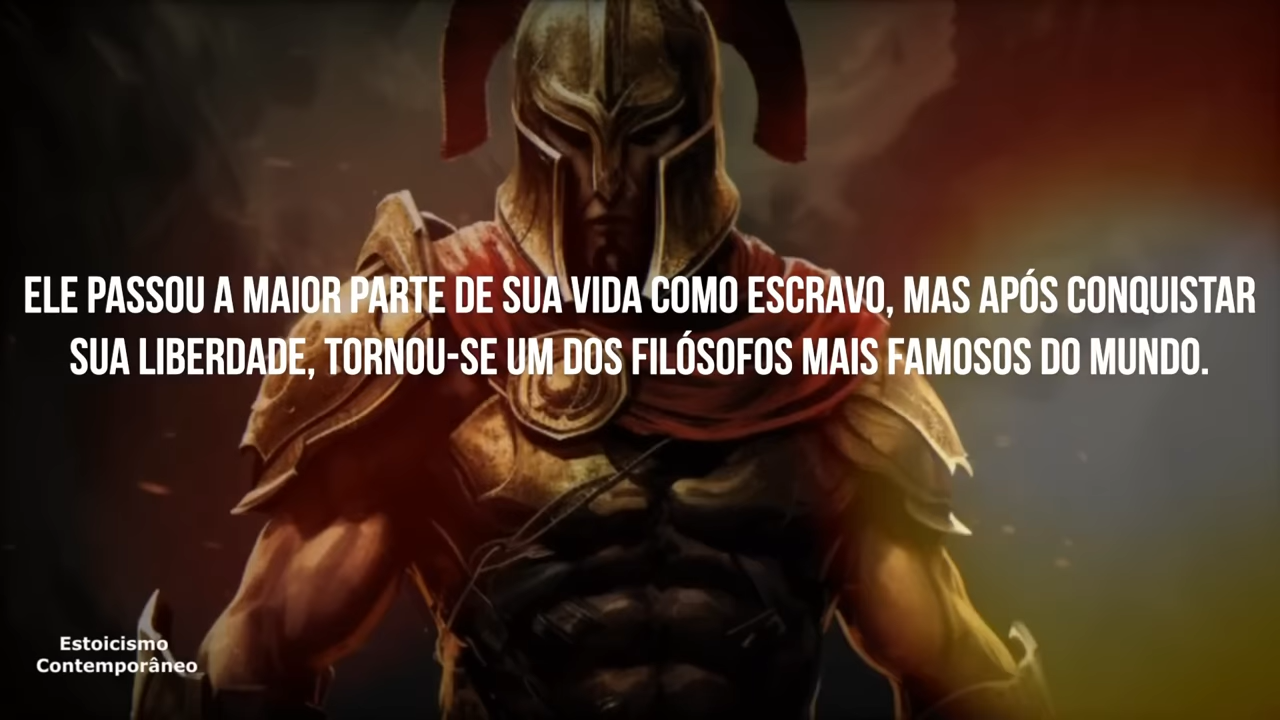 ELE PASSOU A MAIOR PARTE DE SUA VIDA COMO ESCRAVO, MAS APÓS CONQUISTAR
SUA LIBERDADE, TORNOU-SE UM DOS FILÓSOFOS MAIS FAMOSOS DO MUNDO.
Estoicismo
Contemporâneo